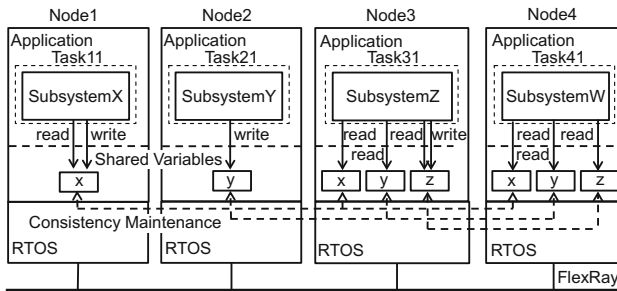 Node1 Node2 Node3 Node4
Application Application Application Application
Task11 Task21 Task31 Task41
SubsystemX SubsystemY SubsystemZ SubsystemW
read write write read read write read read
read read
Shared Variables
x y x y z x y z
Consistency Maintenance
RTOS RTOS RTOS RTOS
FlexRay